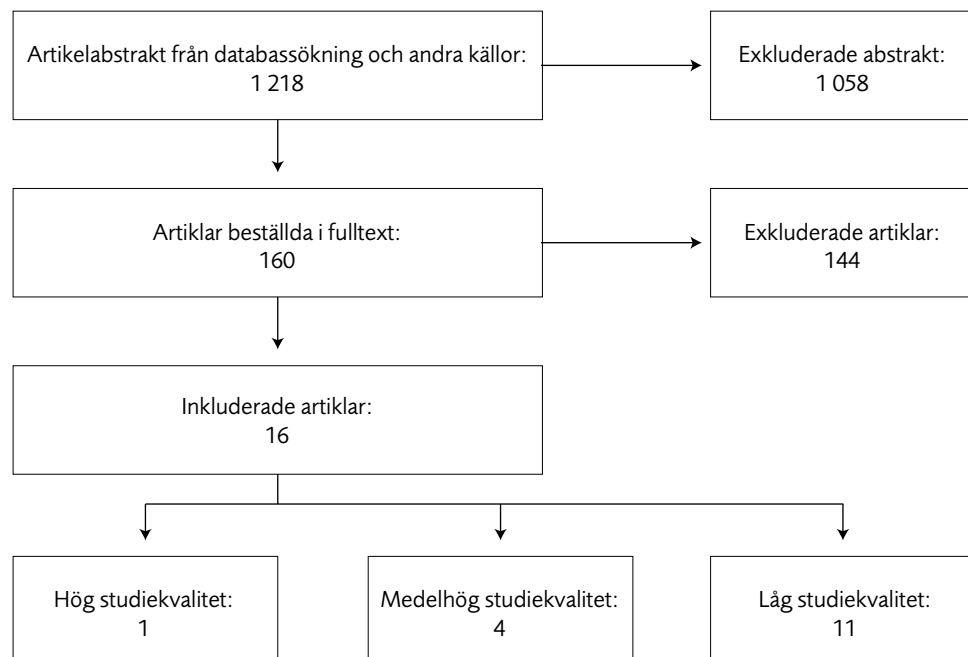 Artikelabstrakt från databassökning och andra källor:
1 218
Exkluderade abstrakt:
1 058
Artiklar beställda i fulltext:
160
Exkluderade artiklar:
144
Inkluderade artiklar:
16
Hög studiekvalitet:
1
Medelhög studiekvalitet:
4
Låg studiekvalitet:
11